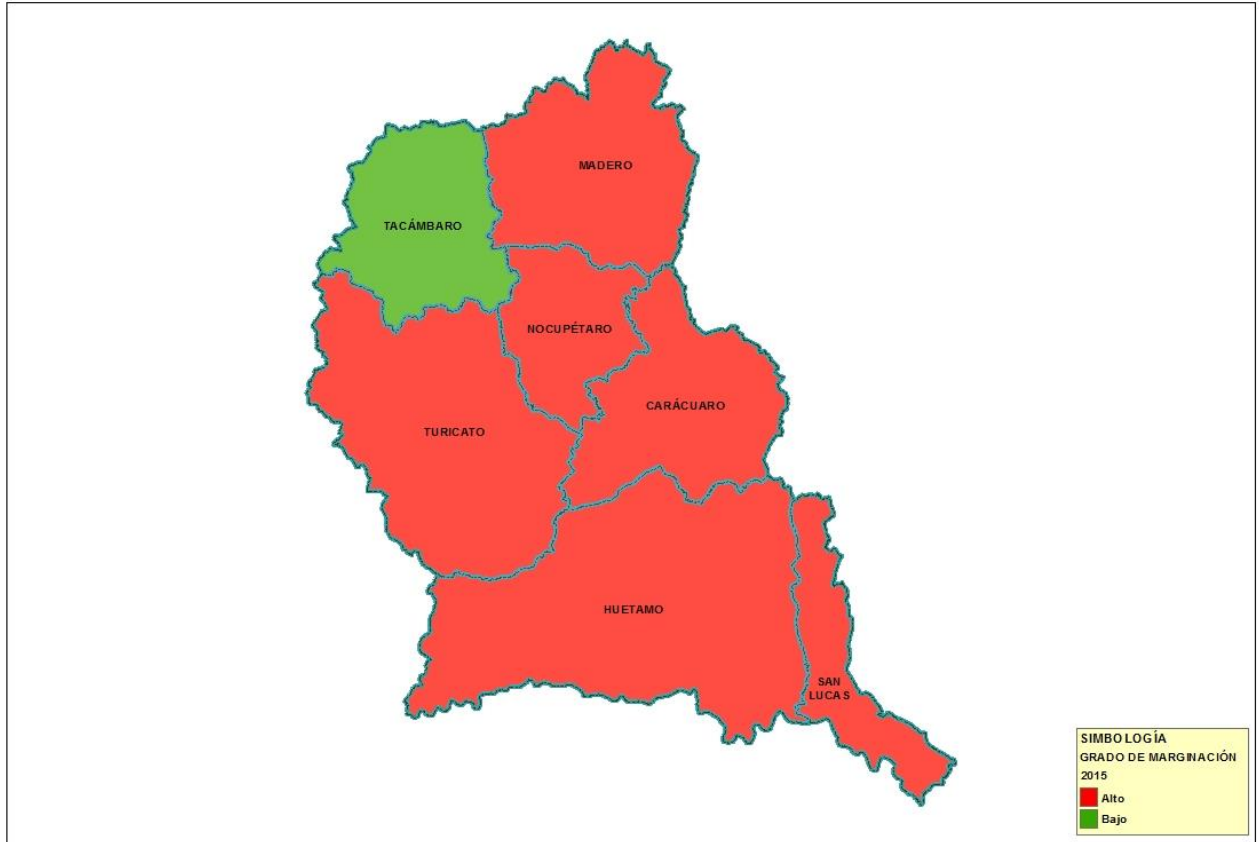 MADERO
TACÁMBARO
NOCUPÉTARO
CARÁCUARO
TURICATO
HUETAMO
SAN
LUCAS
SIMBOLOGÍA
GRADO DE MARGINACIÓN
2015
Alto
Bajo